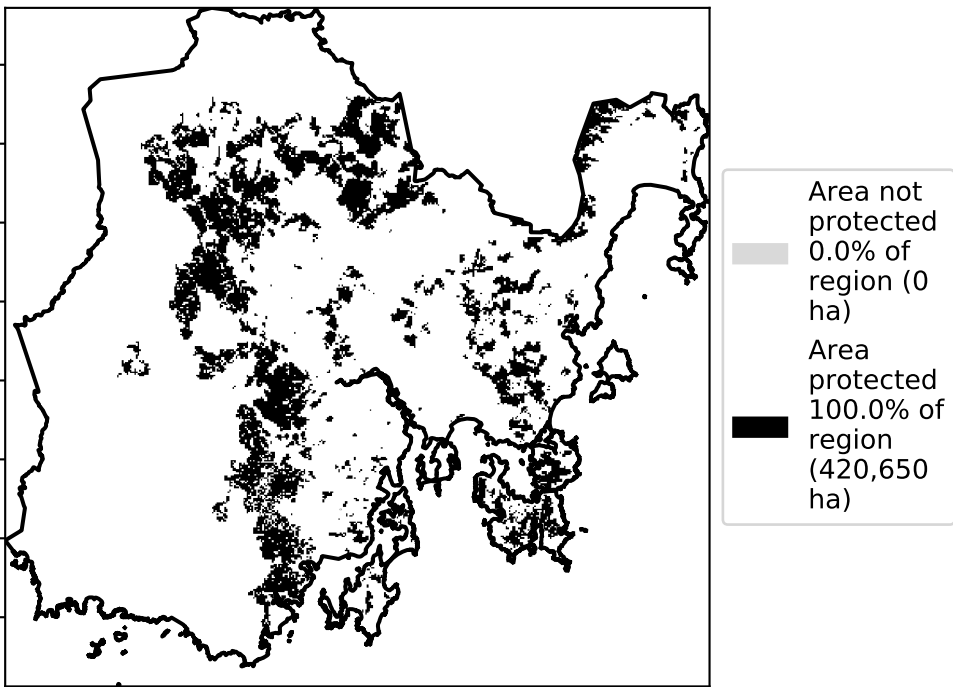 Area not
protected
0.0% of
region (0
ha)
Area
protected
100.0% of
region
(420,650
ha)